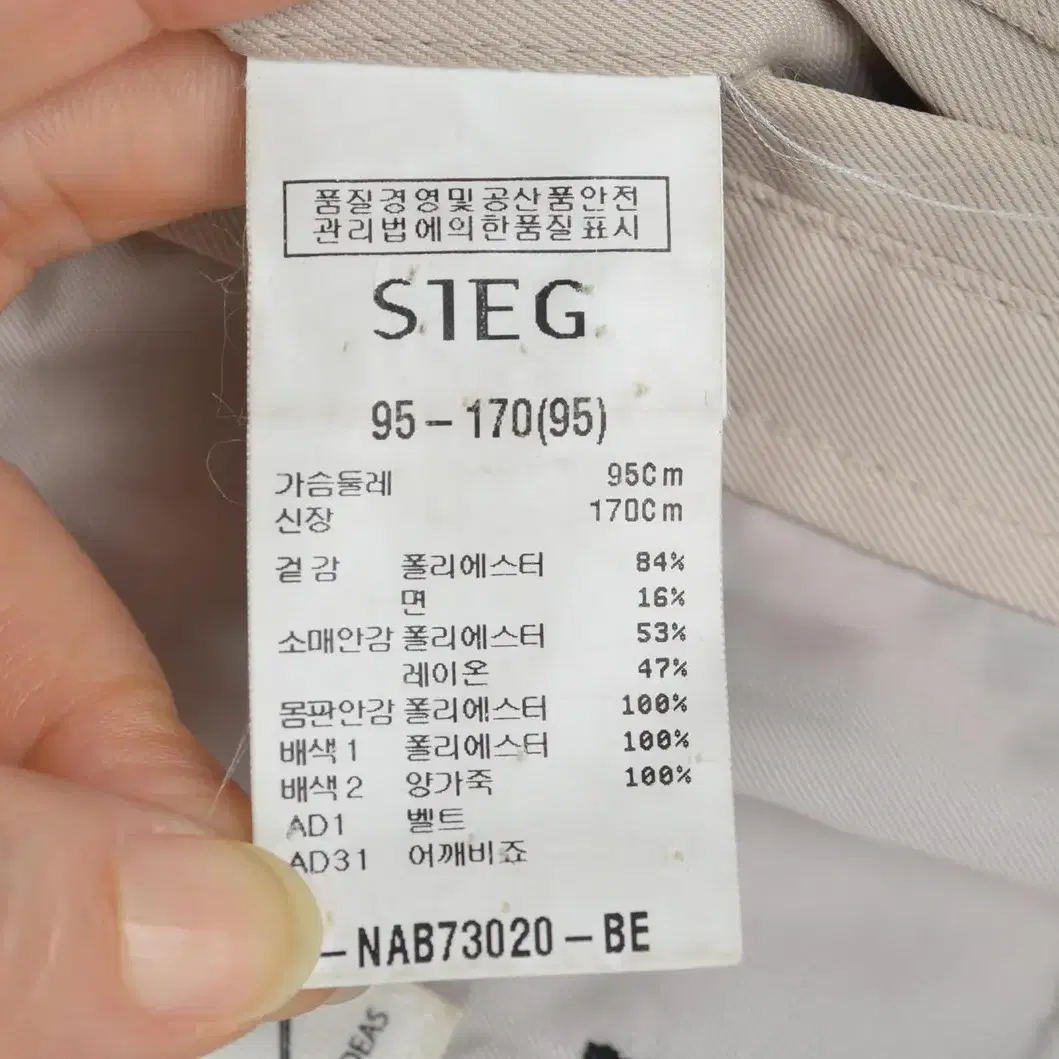 품질경영및공산품안전
관리법에의한품질표시
SIEG
95-170(95)
가슴둘레 95Cm
신장 170Cm
겉감 폴리에스터 84%
면 16%
소매안감 폴리에스터 53%
레이온 47%
몸판안감 폴리에스터 100%
배색1 폴리에스터 100%
배색2 양가죽 100%
AD1 벨트
AD31 어깨비죠
-NAB73020-BE